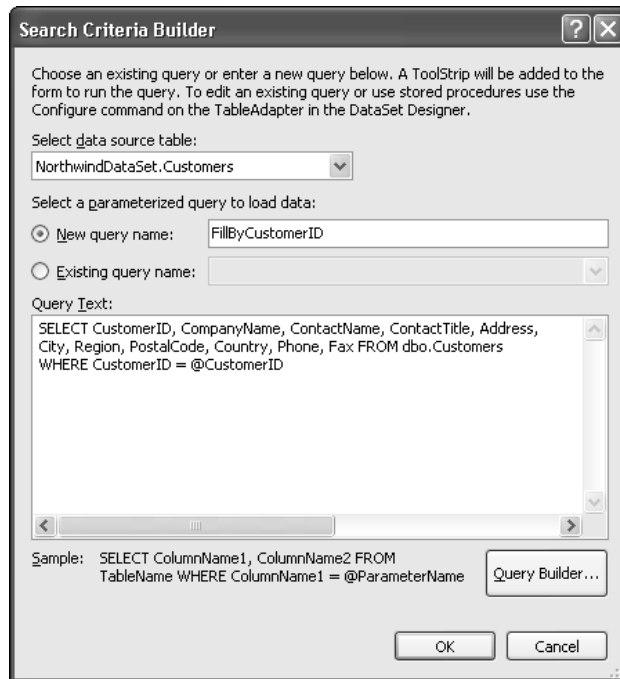 Search Criteria Builder
Choose an existing query or enter a new query below. A ToolStrip will be added to the
form to run the query. To edit an existing query or use stored procedures use the
Configure command on the TableAdapter in the DataSet Designer.
Select data source table:
NorthwindDataSet.Customers
Select a parameterized query to load data:
New query name: FillByCustomerID
Existing query name:
Query Text:
SELECT CustomerID, CompanyName, ContactName, ContactTitle, Address,
City, Region, PostalCode, Country, Phone, Fax FROM dbo.Customers
WHERE CustomerID = @CustomerID
Sample: SELECT ColumnName1, ColumnName2 FROM
TableName WHERE ColumnName1 = @ParameterName
Query Builder...
OK Cancel